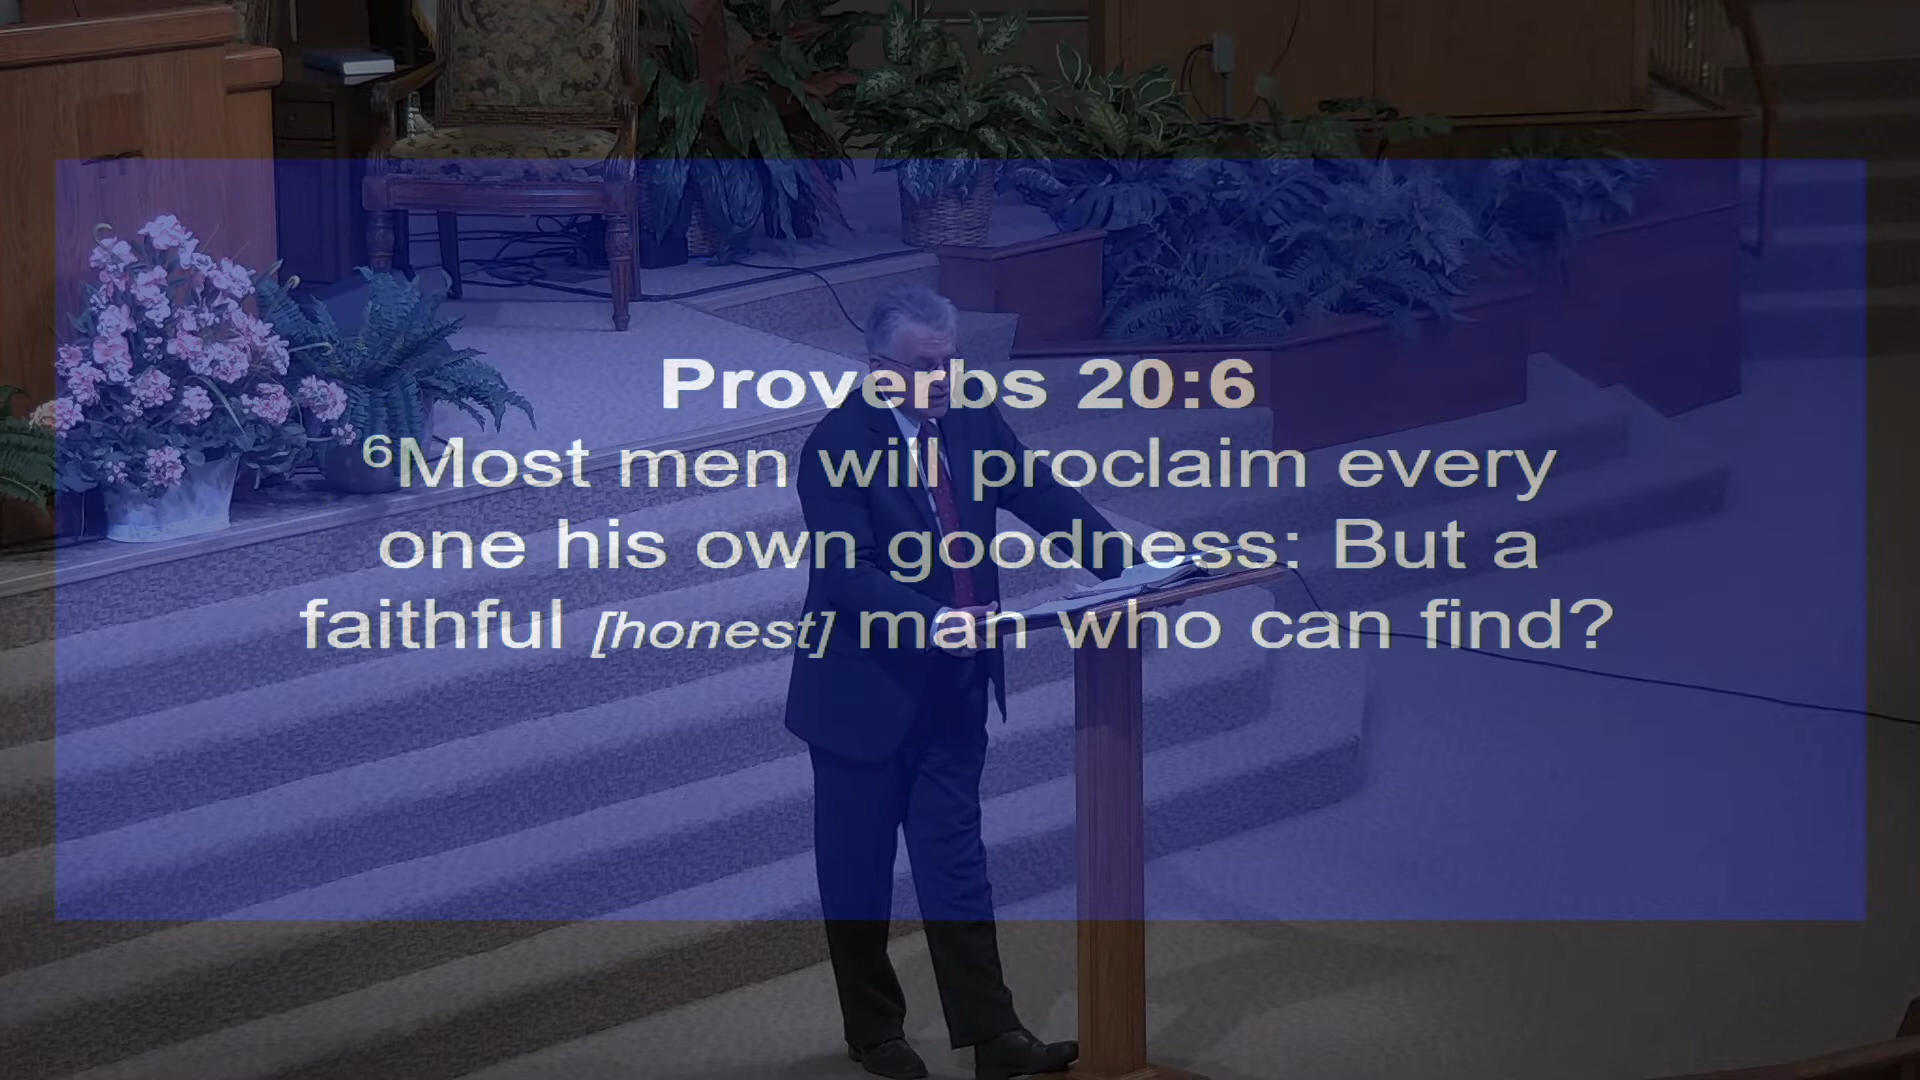 Proverbs 20:6
⁶Most men will proclaim every
one his own goodness: But a
faithful [honest] man who can find?